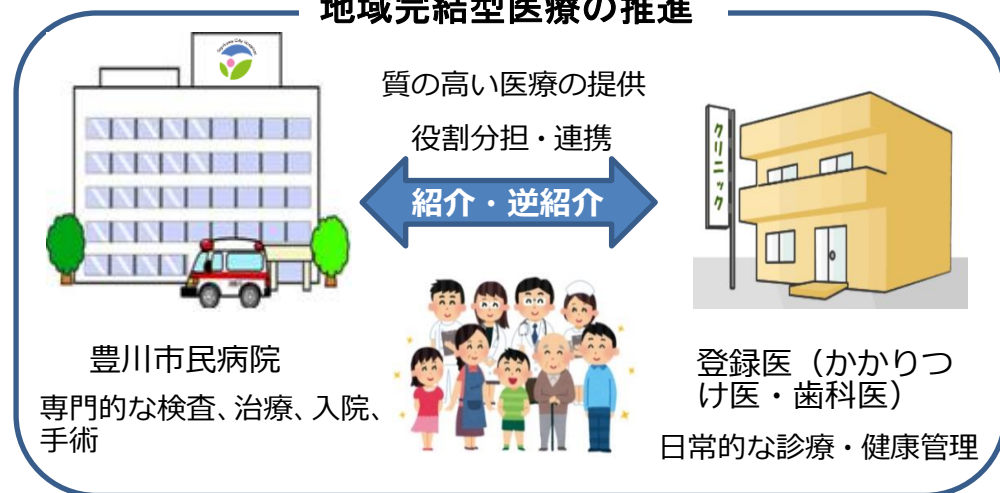 地域完結型医療の推進
質の高い医療の提供
役割分担・連携
紹介・逆紹介
クリニック
豊川市民病院
専門的な検査、治療、入院、
手術
登録医（かかりつ
け医・歯科医）
日常的な診療・健康管理